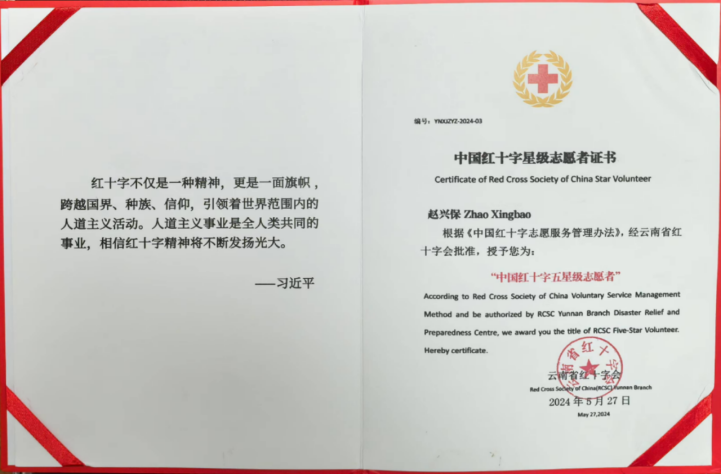 红十字不仅是一种精神，更是一面旗帜，
跨越国界、种族、信仰，引领着世界范围内的
人道主义活动。人道主义事业是全人类共同的
事业，相信红十字精神将不断发扬光大。
——习近平
编号：YNXJZYZ-2024-03
中国红十字星级志愿者证书
Certificate of Red Cross Society of China Star Volunteer
赵兴保 Zhao Xingbao
根据《中国红十字志愿服务管理办法》，经云南省红
十字会批准，授予您为：
“中国红十字五星级志愿者”
According to Red Cross Society of China Voluntary Service Management
Method and be authorized by RCSC Yunnan Branch Disaster Relief and
Preparedness Centre, we award you the title of RCSC Five-Star Volunteer.
Hereby certificate.
云南省红十字会
云南省红十字会
Red Cross Society of China(RCSC) Yunnan Branch
2024 年 5 月 27 日
May 27,2024